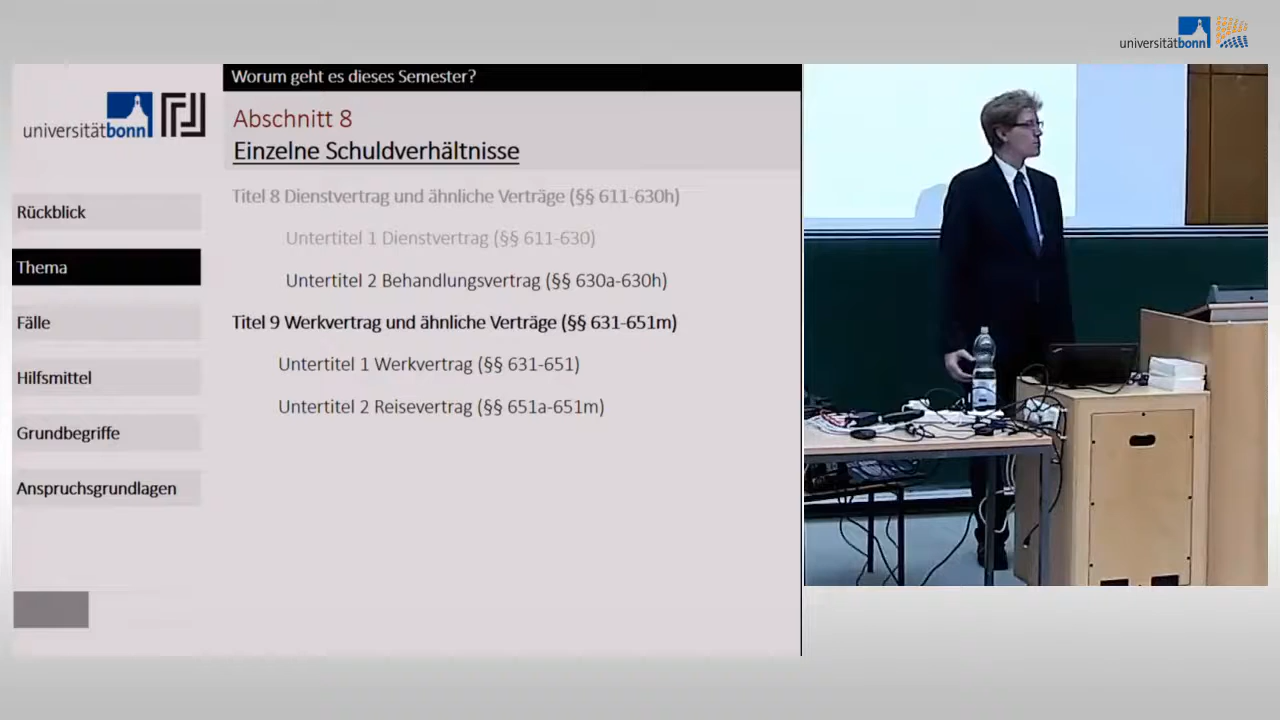 universitätbonn
Worum geht es dieses Semester?
universitätbonn
Abschnitt 8
Einzelne Schuldverhältnisse
Rückblick
Thema
Fälle
Hilfsmittel
Grundbegriffe
Anspruchsgrundlagen
Titel 8 Dienstvertrag und ähnliche Verträge (§§ 611-630h)
Untertitel 1 Dienstvertrag (§§ 611-630)
Untertitel 2 Behandlungsvertrag (§§ 630a-630h)
Titel 9 Werkvertrag und ähnliche Verträge (§§ 631-651m)
Untertitel 1 Werkvertrag (§§ 631-651)
Untertitel 2 Reisevertrag (§§ 651a-651m)